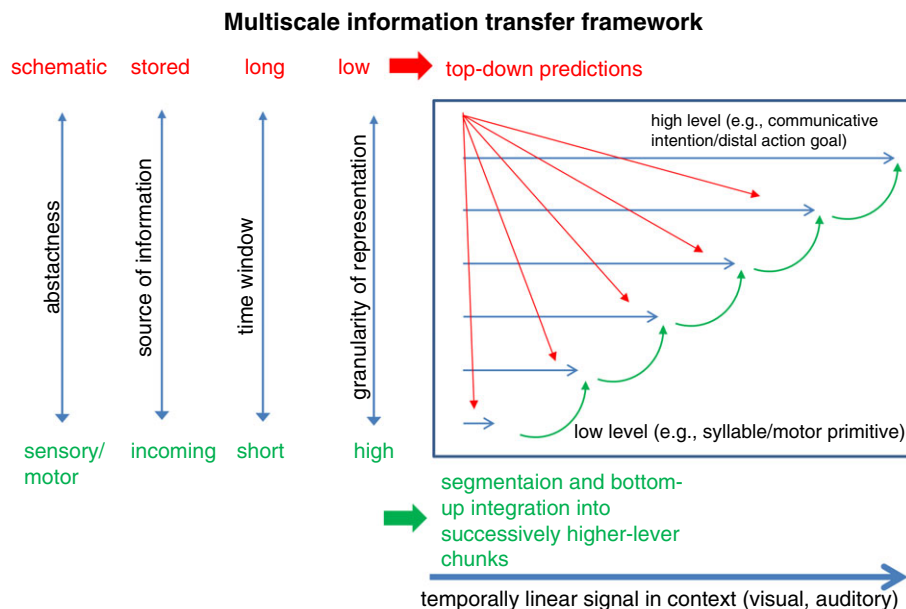 Multiscale information transfer framework
schematic stored long low top-down predictions
high level (e.g., communicative
intention/distal action goal)
abstactness
source of information
time window
granularity of representation
low level (e.g., syllable/motor primitive)
sensory/
motor
incoming short high
segmentaion and bottom-
up integration into
successively higher-lever
chunks
temporally linear signal in context (visual, auditory)